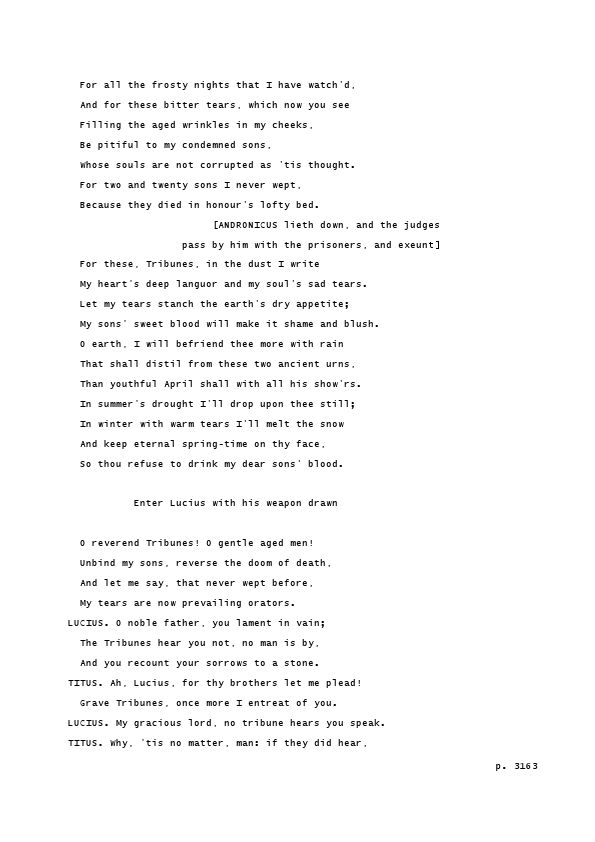 For all the frosty nights that I have watch'd,
And for these bitter tears, which now you see
Filling the aged wrinkles in my cheeks,
Be pitiful to my condemned sons,
Whose souls are not corrupted as 'tis thought.
For two and twenty sons I never wept,
Because they died in honour's lofty bed.
[ANDRONICUS lieth down, and the judges
pass by him with the prisoners, and exeunt]
For these, Tribunes, in the dust I write
My heart's deep languor and my soul's sad tears.
Let my tears stanch the earth's dry appetite;
My sons' sweet blood will make it shame and blush.
O earth, I will befriend thee more with rain
That shall distil from these two ancient urns,
Than youthful April shall with all his show'rs.
In summer's drought I'll drop upon thee still;
In winter with warm tears I'll melt the snow
And keep eternal spring-time on thy face,
So thou refuse to drink my dear sons' blood.
Enter Lucius with his weapon drawn
O reverend Tribunes! O gentle aged men!
Unbind my sons, reverse the doom of death,
And let me say, that never wept before,
My tears are now prevailing orators.
LUCIUS. O noble father, you lament in vain;
The Tribunes hear you not, no man is by,
And you recount your sorrows to a stone.
TITUS. Ah, Lucius, for thy brothers let me plead!
Grave Tribunes, once more I entreat of you.
LUCIUS. My gracious lord, no tribune hears you speak.
TITUS. Why, 'tis no matter, man: if they did hear,
p. 3163